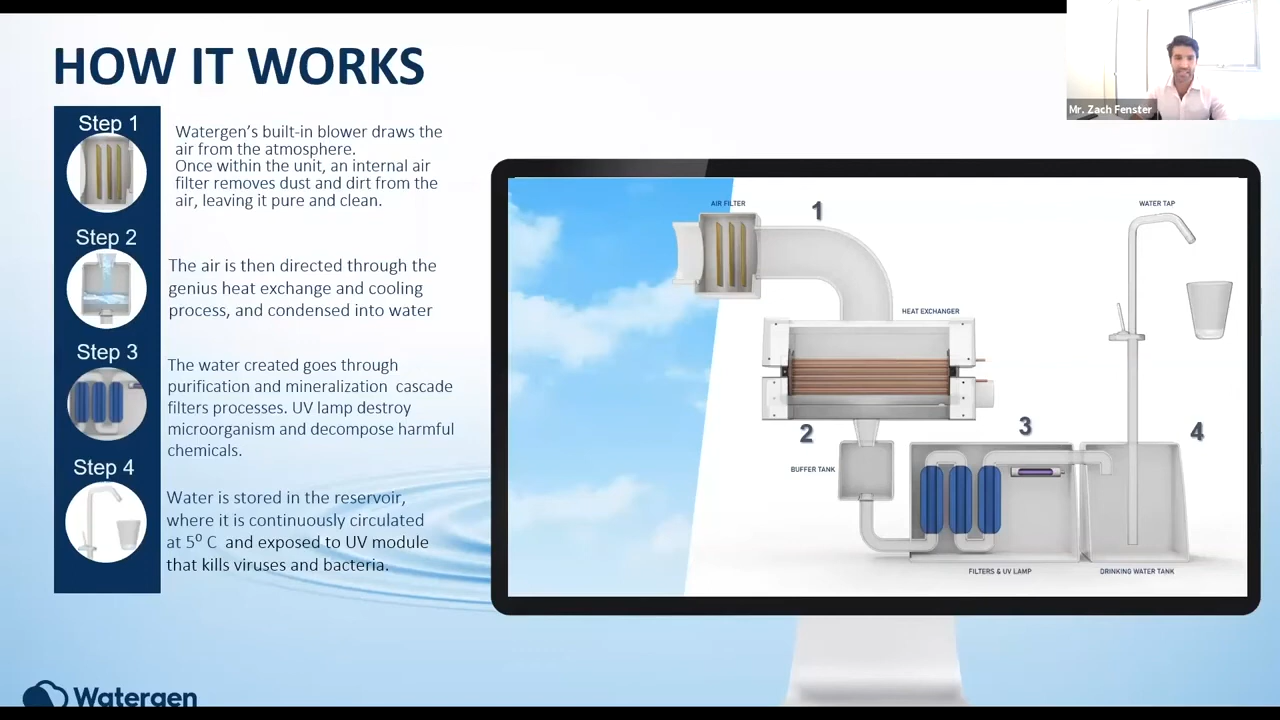 HOW IT WORKS
Mr. Zach Fenster
Step 1
Watergen's built-in blower draws the
air from the atmosphere.
Once within the unit, an internal air
filter removes dust and dirt from the
air, leaving it pure and clean.
Step 2
The air is then directed through the
genius heat exchange and cooling
process, and condensed into water
Step 3
The water created goes through
purification and mineralization cascade
filters processes. UV lamp destroy
microorganism and decompose harmful
chemicals.
Step 4
Water is stored in the reservoir,
where it is continuously circulated
at 5⁰ C and exposed to UV module
that kills viruses and bacteria.
AIR FILTER
1
WATER TAP
HEAT EXCHANGER
2
3
4
BUFFER TANK
FILTERS & UV LAMP
DRINKING WATER TANK
Watergen